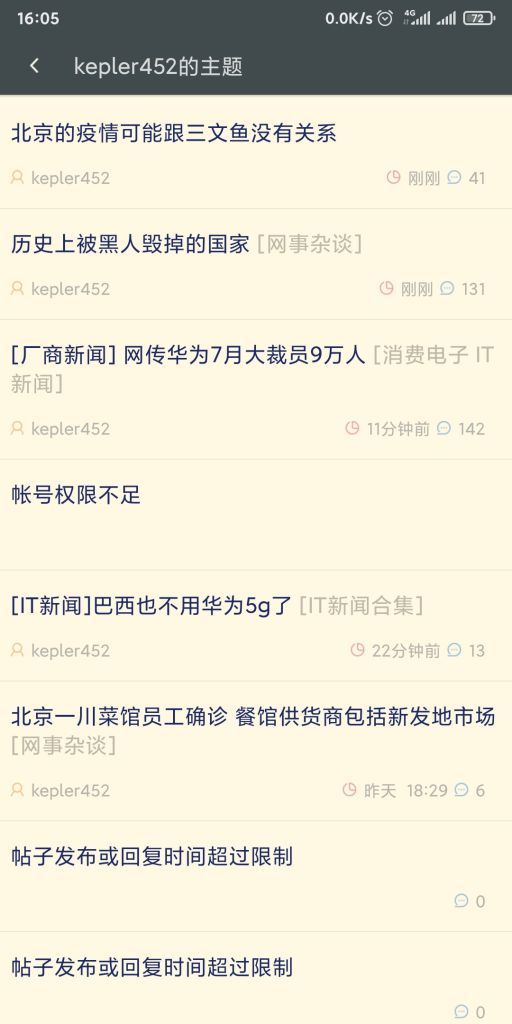 16:05
0.0K/s 4G 72
kepler452的主题
北京的疫情可能跟三文鱼没有关系
kepler452 刚刚 41
历史上被黑人毁掉的国家 [网事杂谈]
kepler452 刚刚 131
[厂商新闻] 网传华为7月大裁员9万人 [消费电子 IT
新闻]
kepler452 11分钟前 142
帐号权限不足
[IT新闻]巴西也不用华为5g了 [IT新闻合集]
kepler452 22分钟前 13
北京一川菜馆员工确诊 餐馆供货商包括新发地市场
[网事杂谈]
kepler452 昨天 18:29 6
帖子发布或回复时间超过限制
0
帖子发布或回复时间超过限制
0